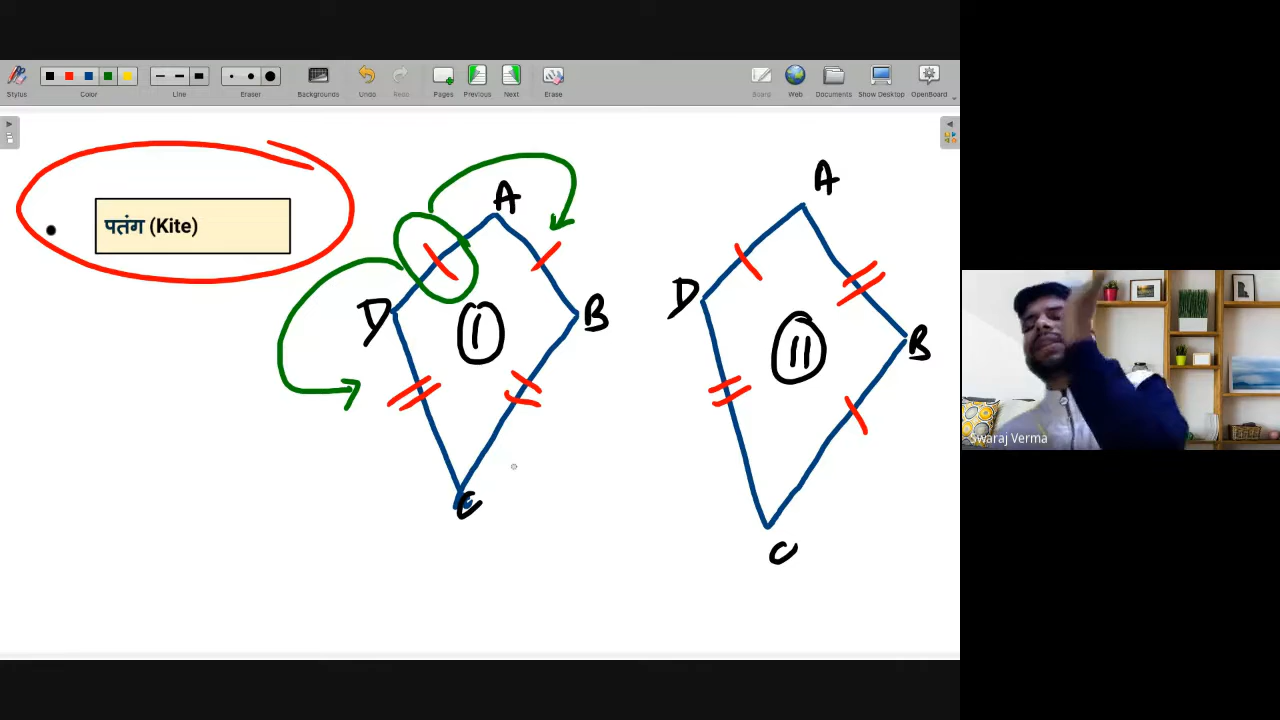 Stylus
Color
Line
Eraser
Backgrounds
Undo
Redo
Pages
Previous
Next
Erase
Board
Web
Documents
Show Desktop
OpenBoard
पतंग (Kite)
A
D
B
I
C
A
D
B
II
C
Swaraj Verma